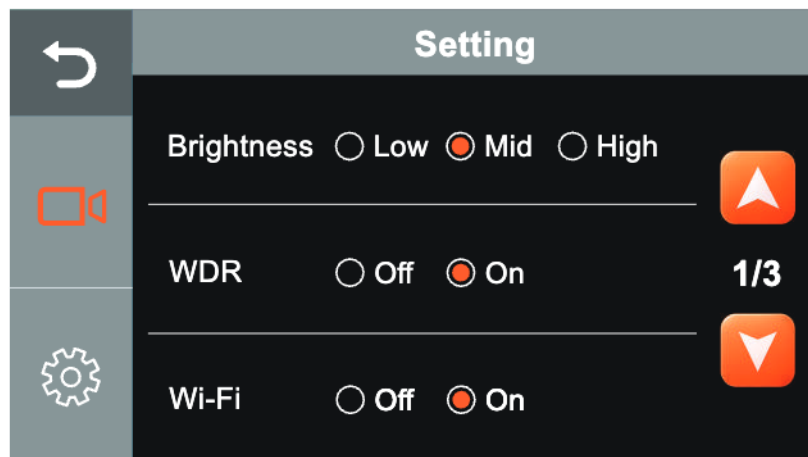 Setting
Brightness Low Mid High
WDR Off On
1/3
Wi-Fi Off On